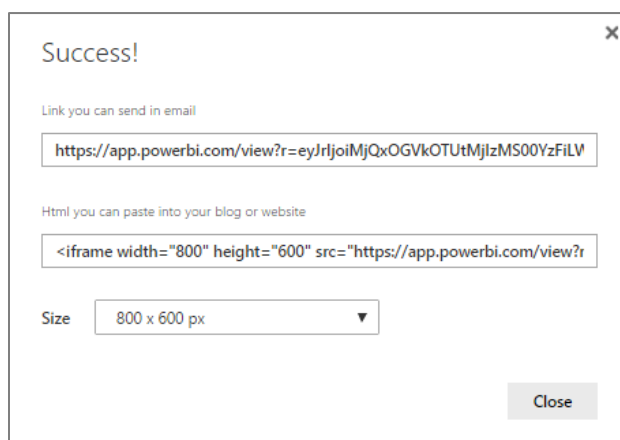 Success!
Link you can send in email
https://app.powerbi.com/view?r=eyJrIjoiMjQxOGVkOTUtMjIzMS00YzFiLW
Html you can paste into your blog or website
<iframe width="800" height="600" src="https://app.powerbi.com/view?r
Size 800 x 600 px
Close